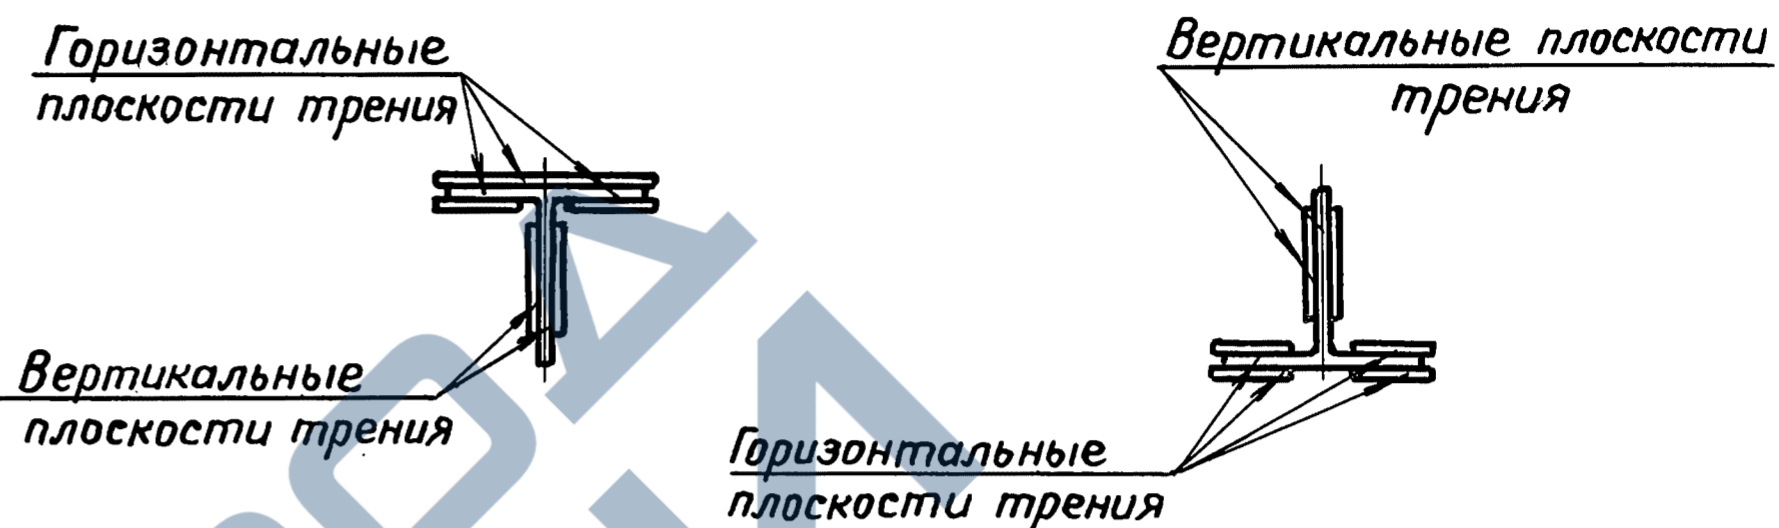 Горизонтальные
плоскости трения
Вертикальные плоскости
трения
Вертикальные
плоскости трения
Горизонтальные
плоскости трения